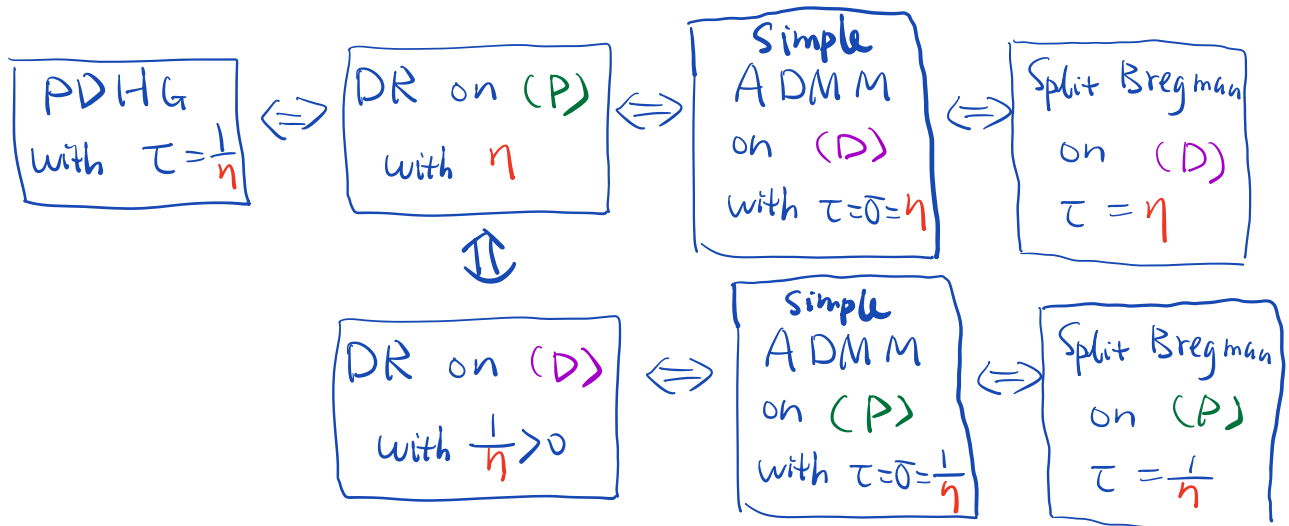 PDHG
with τ = 1/η
⇔
DR on (P)
with η
⇔
Simple
ADMM
on (D)
with τ=σ=η
⇔
Split Bregman
on (D)
τ = η
⇕
DR on (D)
with 1/η >0
⇔
Simple
ADMM
on (P)
with τ=σ=1/η
⇔
Split Bregman
on (P)
τ = 1/η